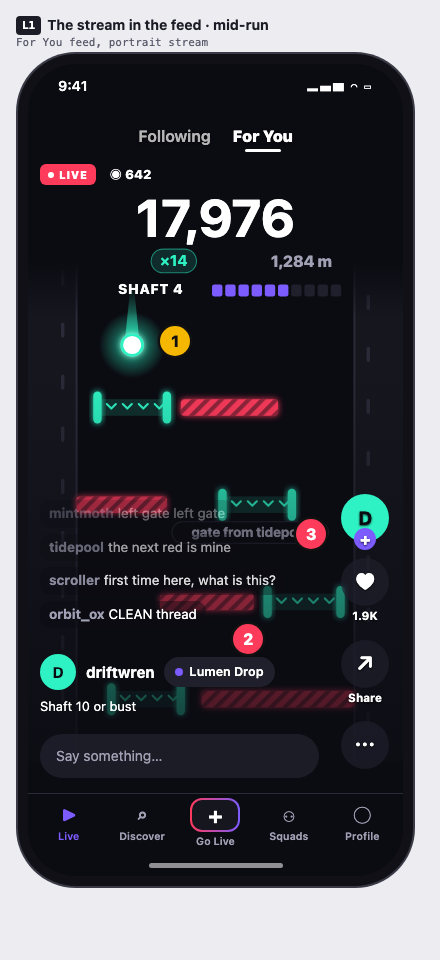 L1 The stream in the feed · mid-run
For You feed, portrait stream
9:41
Following For You
LIVE 642
17,976
×14 1,284 m
SHAFT 4
1
mintmoth left gate left gate
gate from tidepo
3
D
tidepool the next red is mine
scroller first time here, what is this?
1.9K
orbit_ox CLEAN thread
2
D driftwren Lumen Drop
Share
Shaft 10 or bust
Say something...
Live Discover Go Live Squads Profile